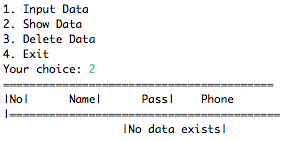 1. Input Data
2. Show Data
3. Delete Data
4. Exit
Your choice: 2
=======================================
|No|      Name|      Pass|    Phone
|=======================================
|No data exists|